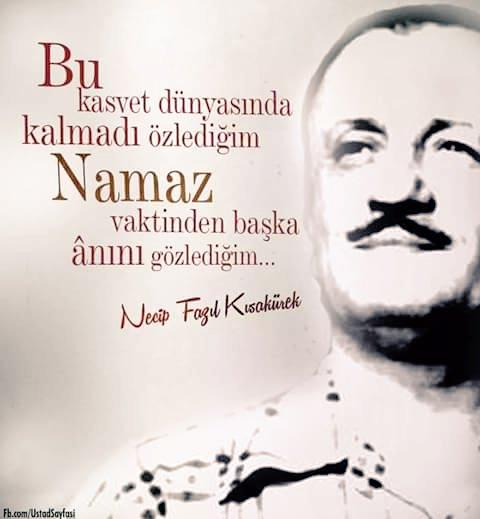 Bu
kasvet dünyasında
kalmadı özlediğim
Namaz
vaktinden başka
ânını gözlediğim...
Necip Fazıl Kısakürek
Fb.com/UstadSayfasi